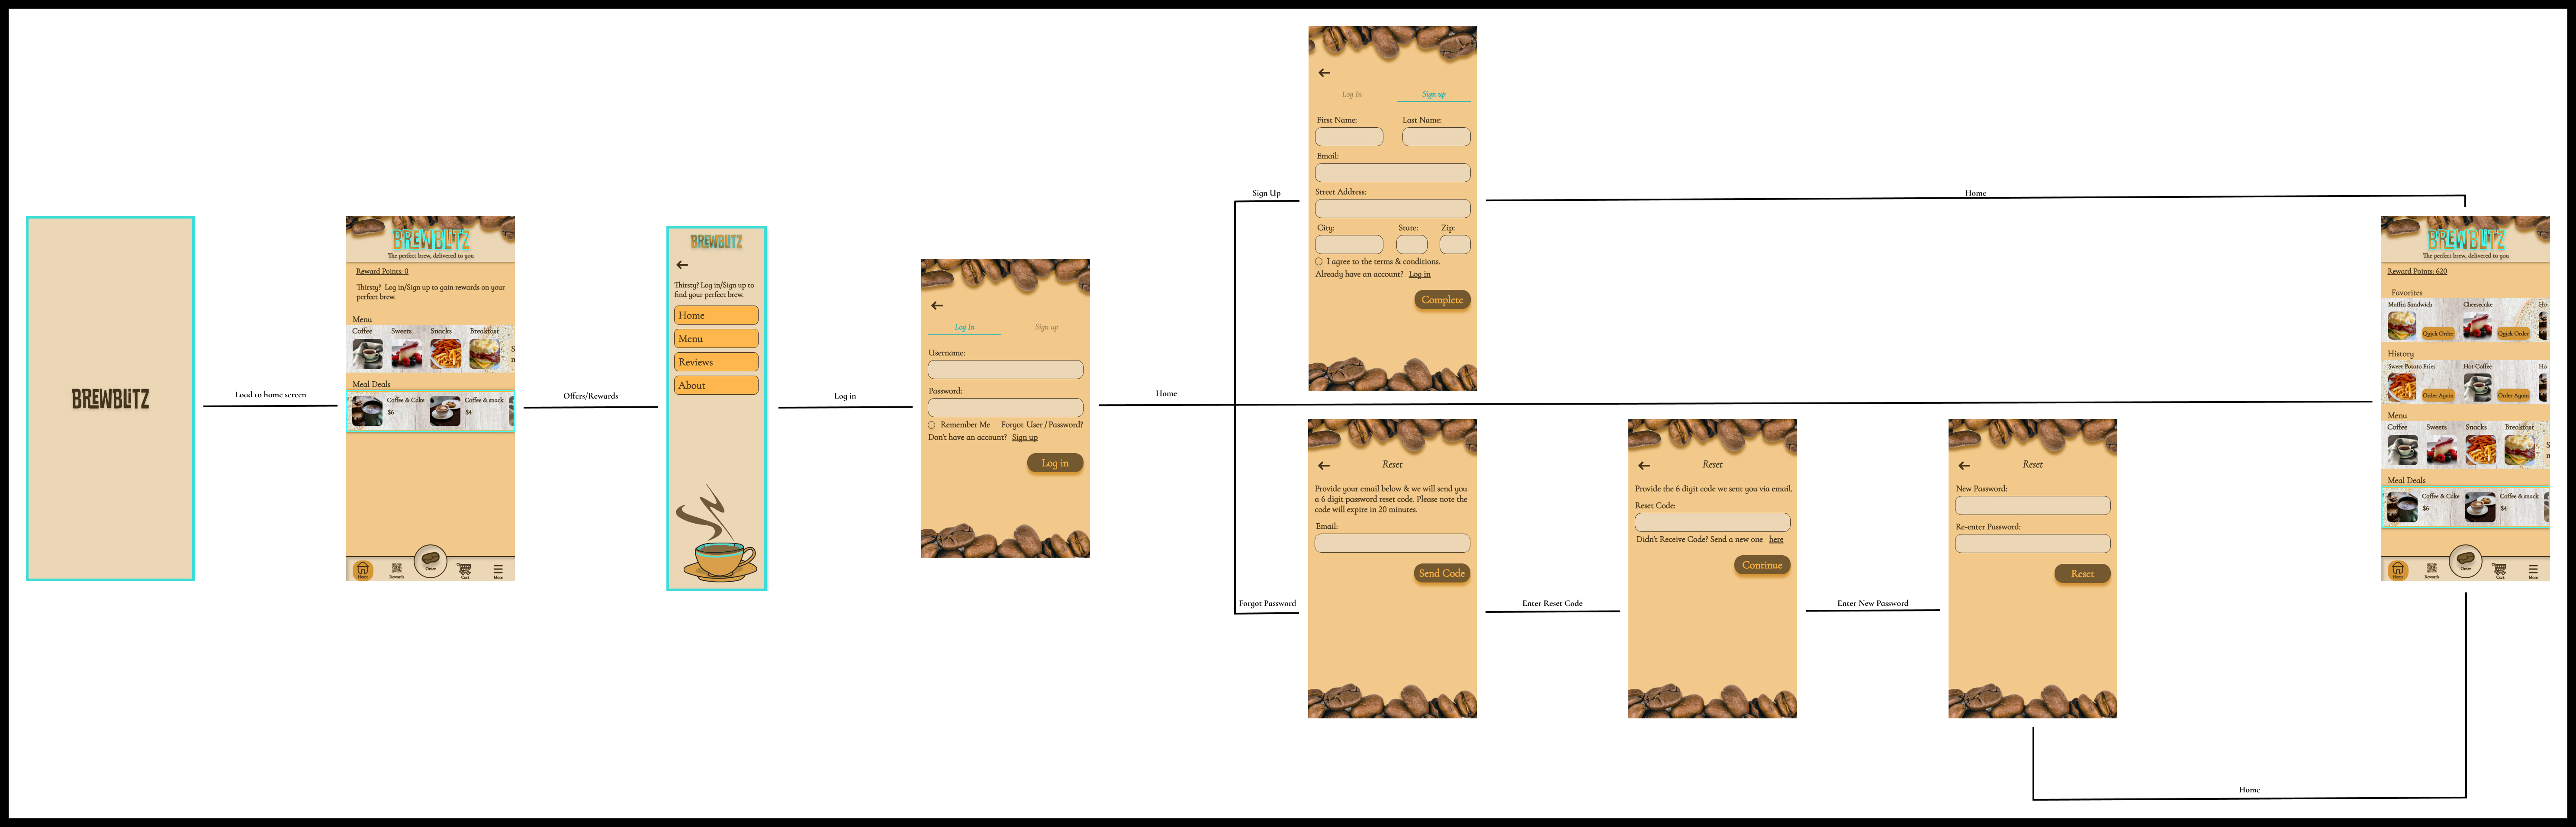 BREWBLITZ
Load to home screen
BREWBLITZ
The perfect brew, delivered to you
Reward Points: 0
Thirsty? Log in/Sign up to gain rewards on your
perfect brew.
Menu
Coffee Sweets Snacks Breakfast
Meal Deals
Coffee & Cake
$6
Coffee & snack
$4
Home
Rewards
Order
Cart
More
Offers/Rewards
BREWBLITZ
Thirsty? Log in/Sign up to
find your perfect brew.
Home
Menu
Reviews
About
Log in
Log In Sign up
Username:
Password:
Remember Me Forgot User / Password?
Don't have an account? Sign up
Log in
Home
Sign Up
Log In Sign up
First Name: Last Name:
Email:
Street Address:
City: State: Zip:
I agree to the terms & conditions.
Already have an account? Log in
Complete
Home
Forgot Password
Reset
Provide your email below & we will send you
a 6 digit password reset code. Please note the
code will expire in 20 minutes.
Email:
Send Code
Enter Reset Code
Reset
Provide the 6 digit code we sent you via email.
Reset Code:
Didn't Receive Code? Send a new one here
Continue
Enter New Password
Reset
New Password:
Re-enter Password:
Reset
Home
BREWBLITZ
The perfect brew, delivered to you
Reward Points: 620
Favorites
Muffin Sandwich Cheesecake Ho
Quick Order Quick Order
History
Sweet Potato Fries Hot Coffee Ho
Order Again Order Again
Menu
Coffee Sweets Snacks Breakfast
Meal Deals
Coffee & Cake
$6
Coffee & snack
$4
Home
Rewards
Order
Cart
More